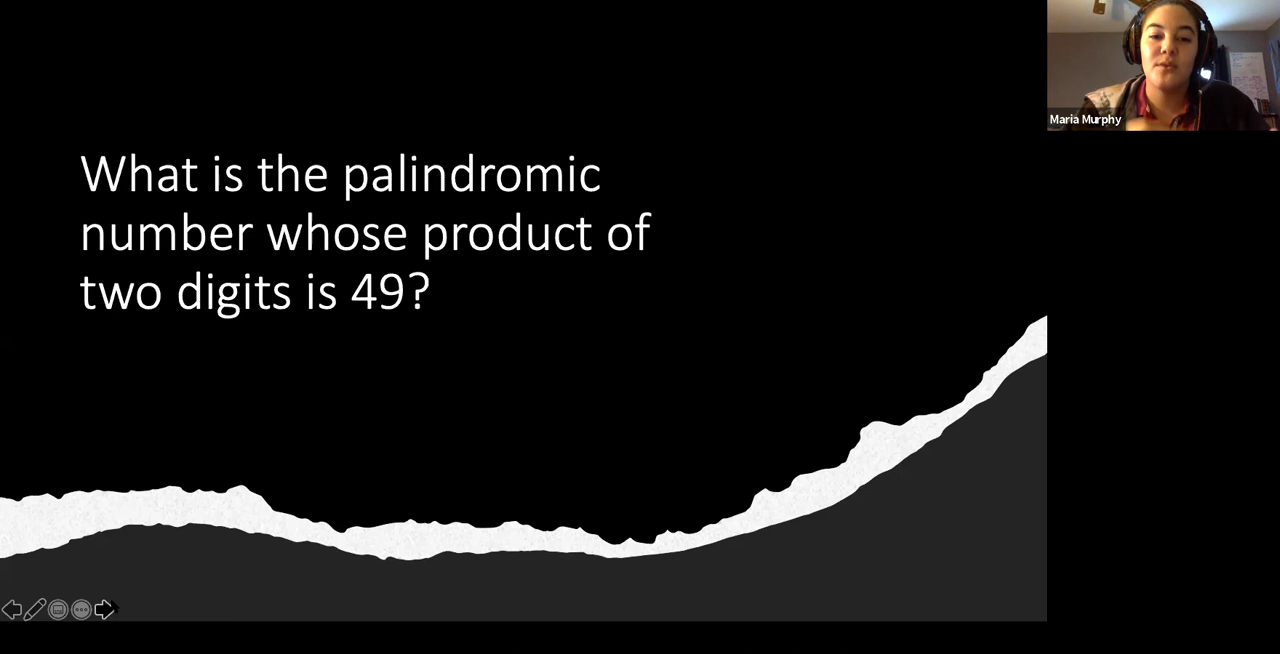 What is the palindromic
number whose product of
two digits is 49?
Maria Murphy